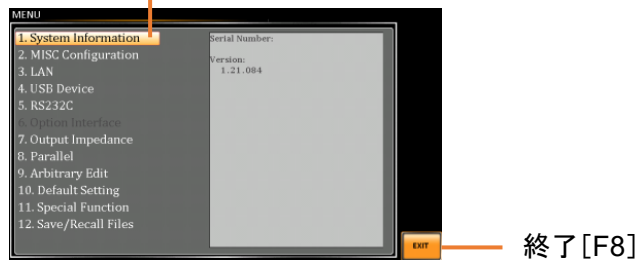 MENU
1. System Information
2. MISC Configuration
3. LAN
4. USB Device
5. RS232C
6. Option Interface
7. Output Impedance
8. Parallel
9. Arbitrary Edit
10. Default Setting
11. Special Function
12. Save/Recall Files
Serial Number:
Version:
1.21.084
EXIT
終了[F8]